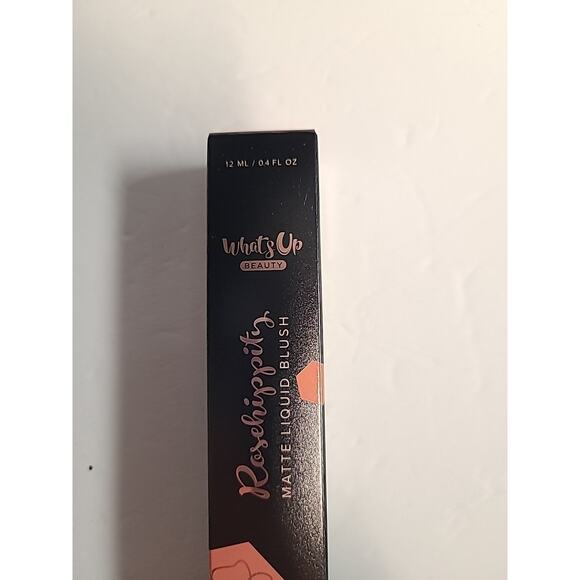 12 ML / 0.4 FL OZ
What's Up
BEAUTY
Rosehippity
MATTE LIQUID BLUSH